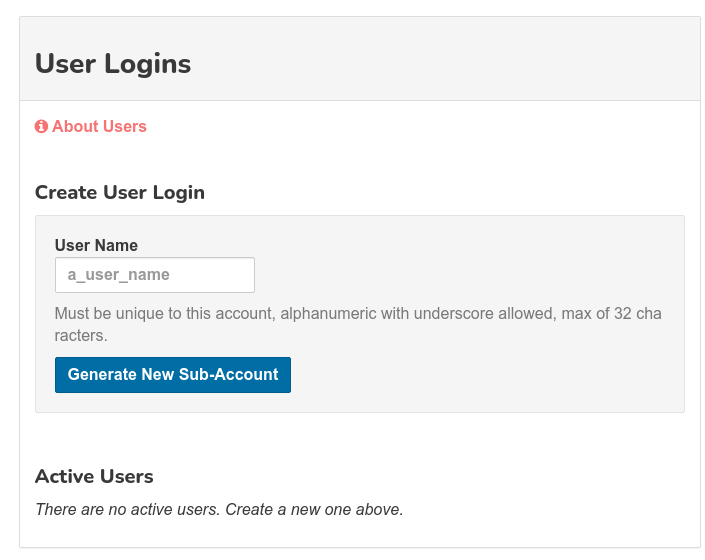 User Logins
About Users
Create User Login
User Name
a_user_name
Must be unique to this account, alphanumeric with underscore allowed, max of 32 cha
racters.
Generate New Sub-Account
Active Users
There are no active users. Create a new one above.